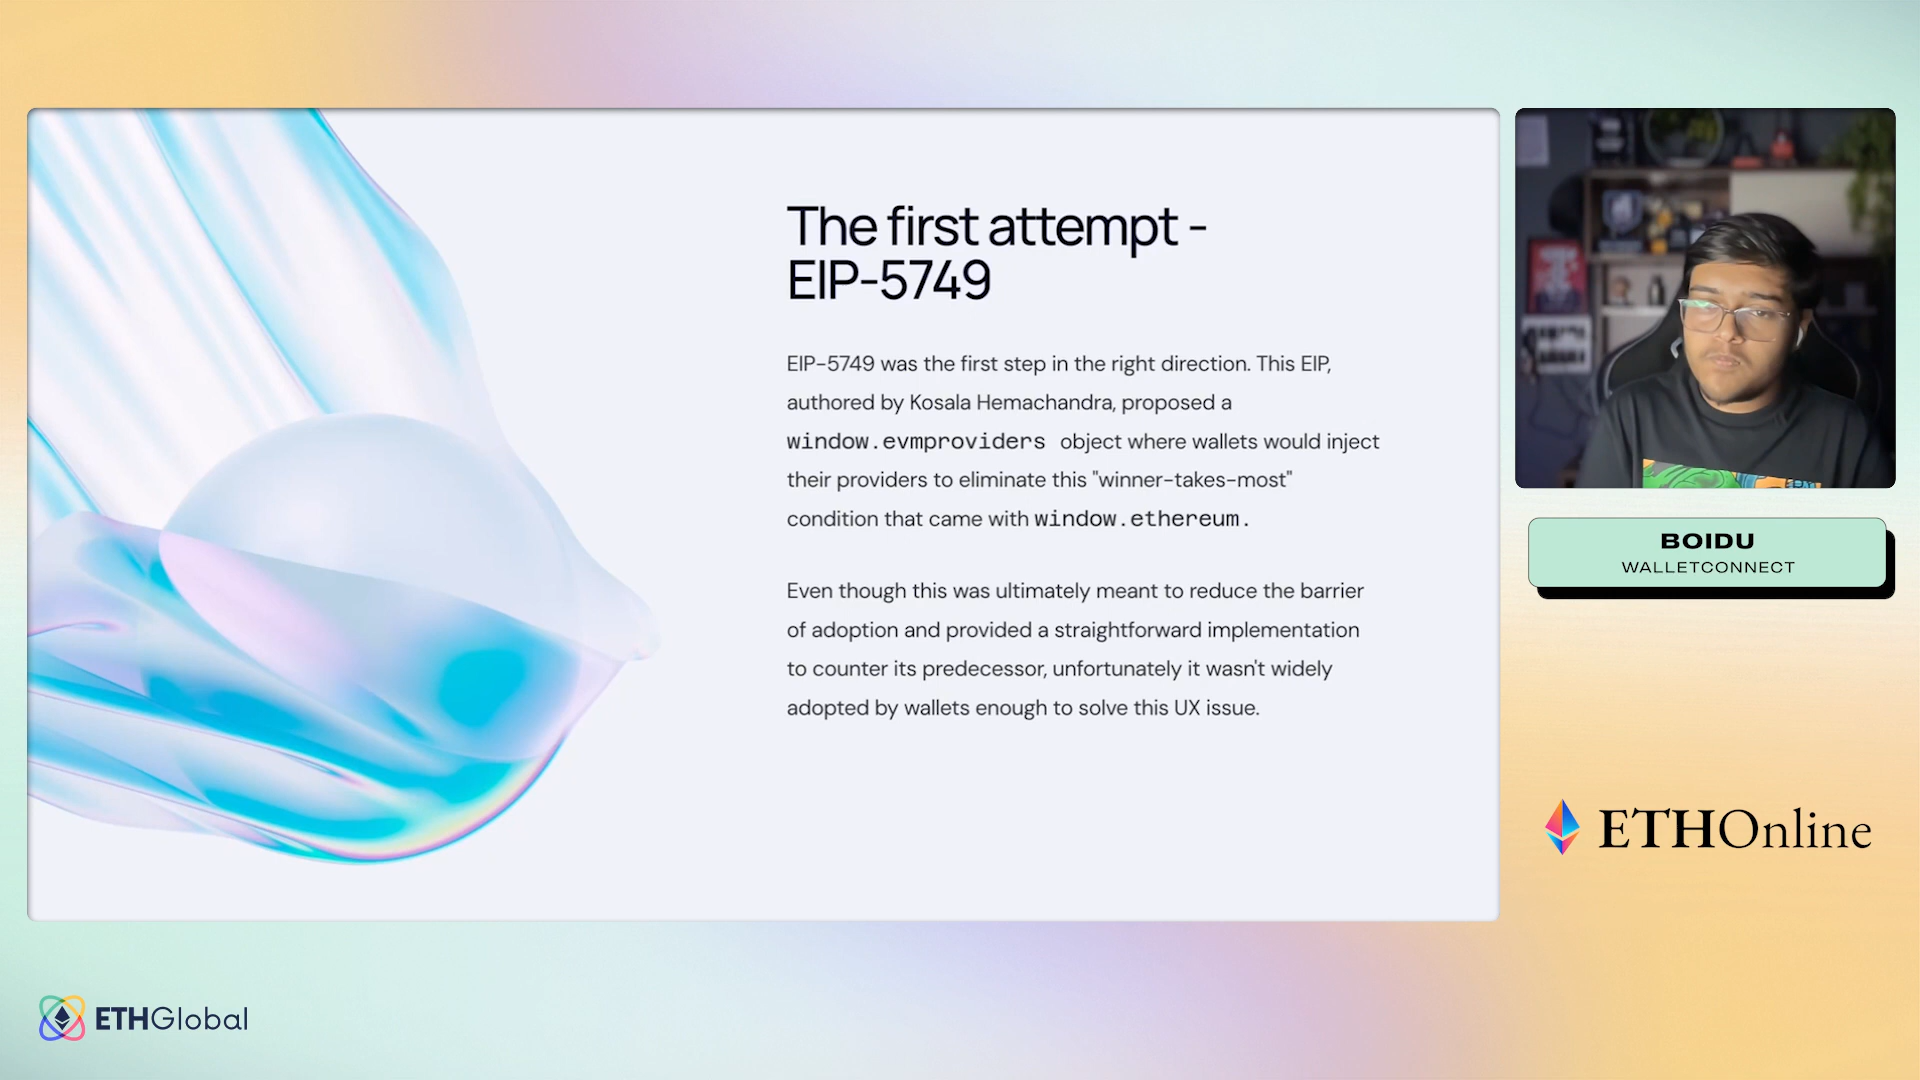 The first attempt -
EIP-5749
EIP-5749 was the first step in the right direction. This EIP,
authored by Kosala Hemachandra, proposed a
window.evmproviders object where wallets would inject
their providers to eliminate this "winner-takes-most"
condition that came with window.ethereum.
Even though this was ultimately meant to reduce the barrier
of adoption and provided a straightforward implementation
to counter its predecessor, unfortunately it wasn't widely
adopted by wallets enough to solve this UX issue.
BOIDU
WALLETCONNECT
ETHOnline
ETHGlobal